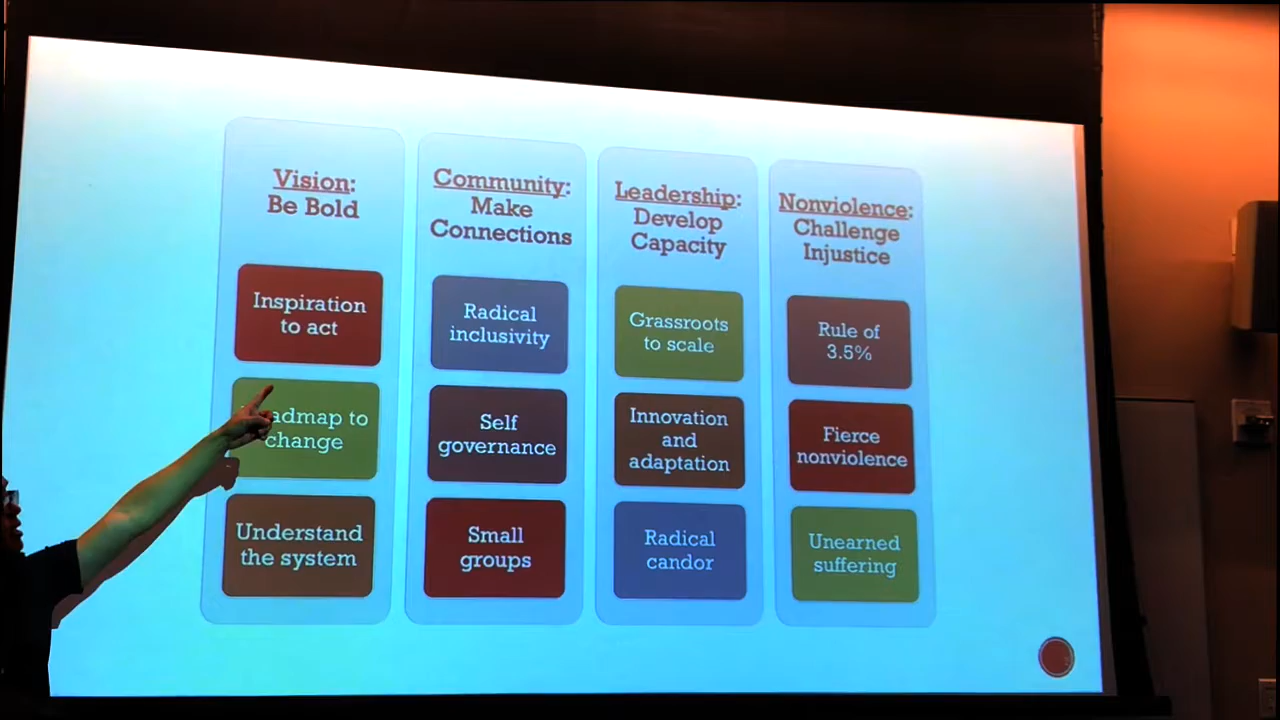 Vision:
Be Bold
Inspiration
to act
admap to
change
Understand
the system
Community:
Make
Connections
Radical
inclusivity
Self
governance
Small
groups
Leadership:
Develop
Capacity
Grassroots
to scale
Innovation
and
adaptation
Radical
candor
Nonviolence:
Challenge
Injustice
Rule of
3.5%
Fierce
nonviolence
Unearned
suffering